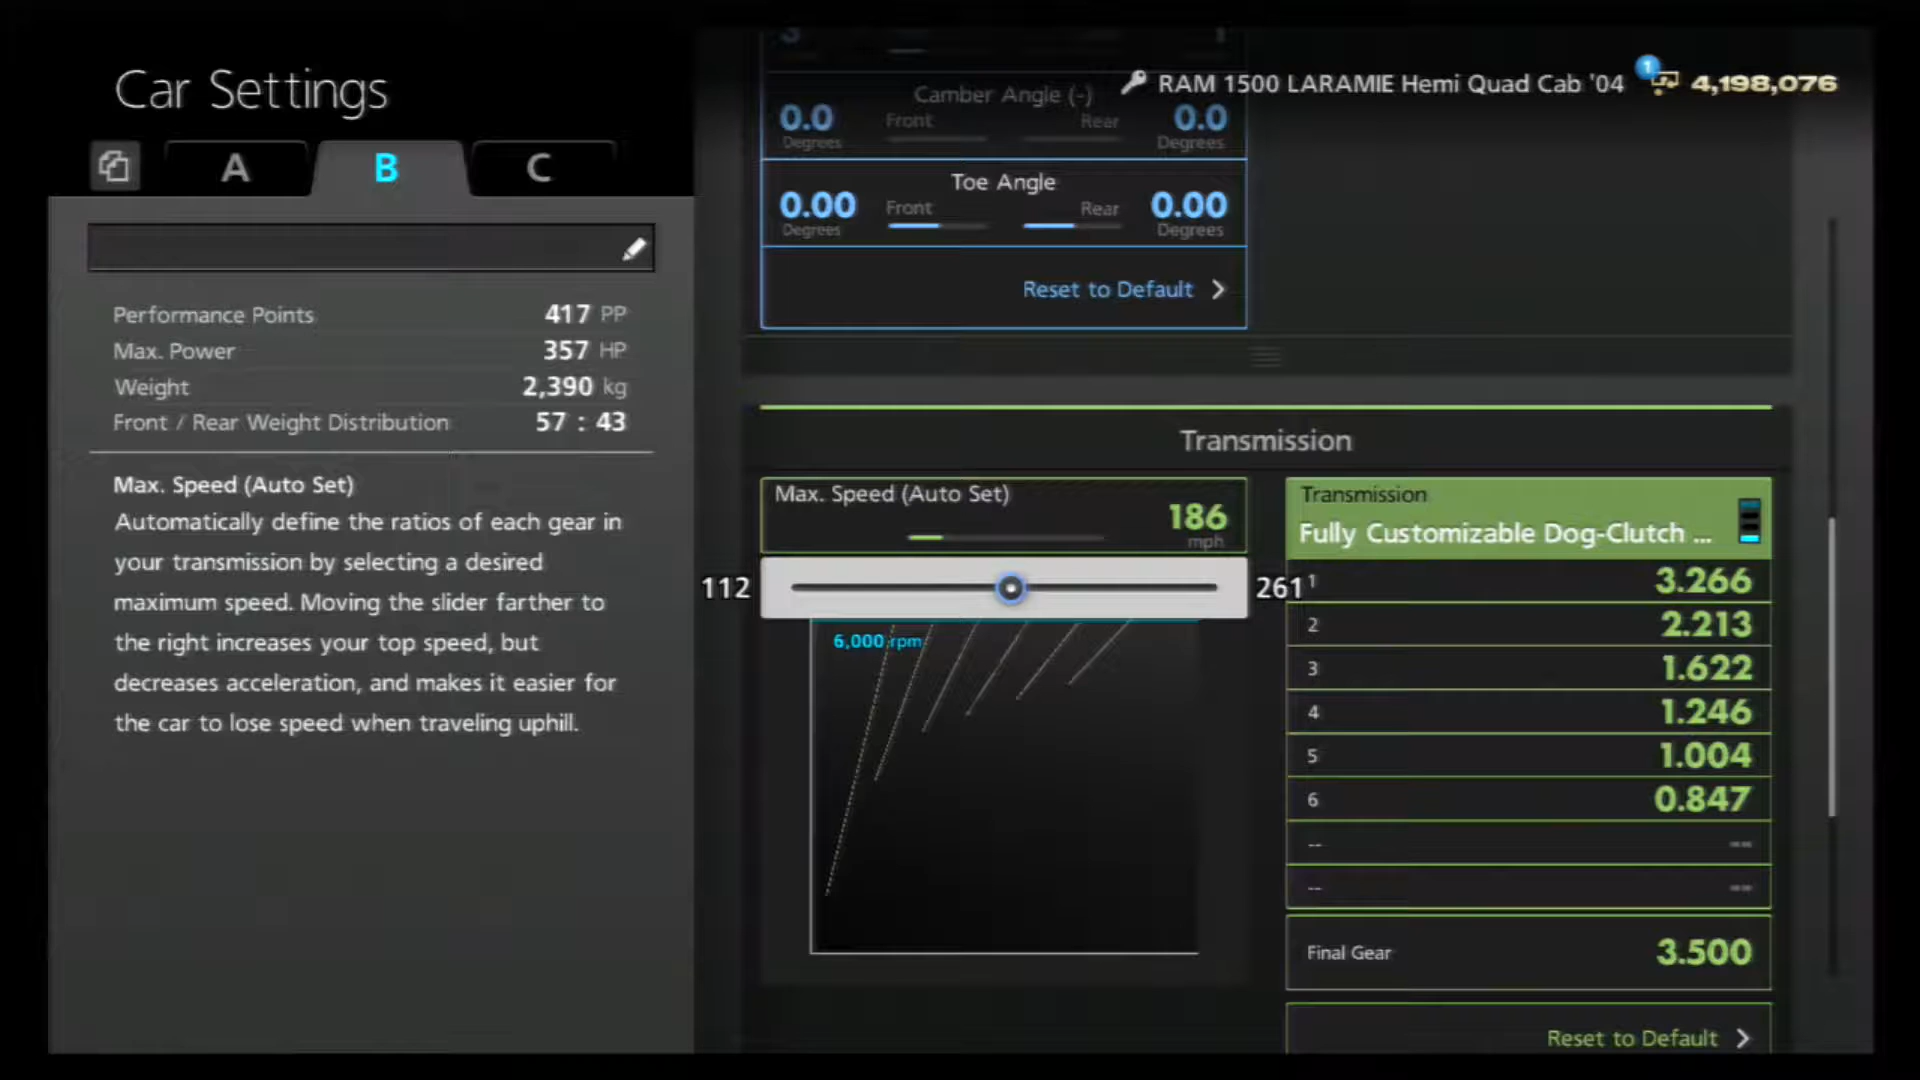 Car Settings
RAM 1500 LARAMIE Hemi Quad Cab '04
1
4,198,076
A
B
C
Performance Points 417 PP
Max. Power 357 HP
Weight 2,390 kg
Front / Rear Weight Distribution 57 : 43
Max. Speed (Auto Set)
Automatically define the ratios of each gear in
your transmission by selecting a desired
maximum speed. Moving the slider farther to
the right increases your top speed, but
decreases acceleration, and makes it easier for
the car to lose speed when traveling uphill.
Camber Angle (-)
0.0 Front Rear 0.0
Degrees Degrees
Toe Angle
0.00 Front Rear 0.00
Degrees Degrees
Reset to Default
Transmission
Max. Speed (Auto Set)
186
mph
112 261
6,000 rpm
Transmission
Fully Customizable Dog-Clutch ...
1 3.266
2 2.213
3 1.622
4 1.246
5 1.004
6 0.847
-- --
-- --
Final Gear 3.500
Reset to Default